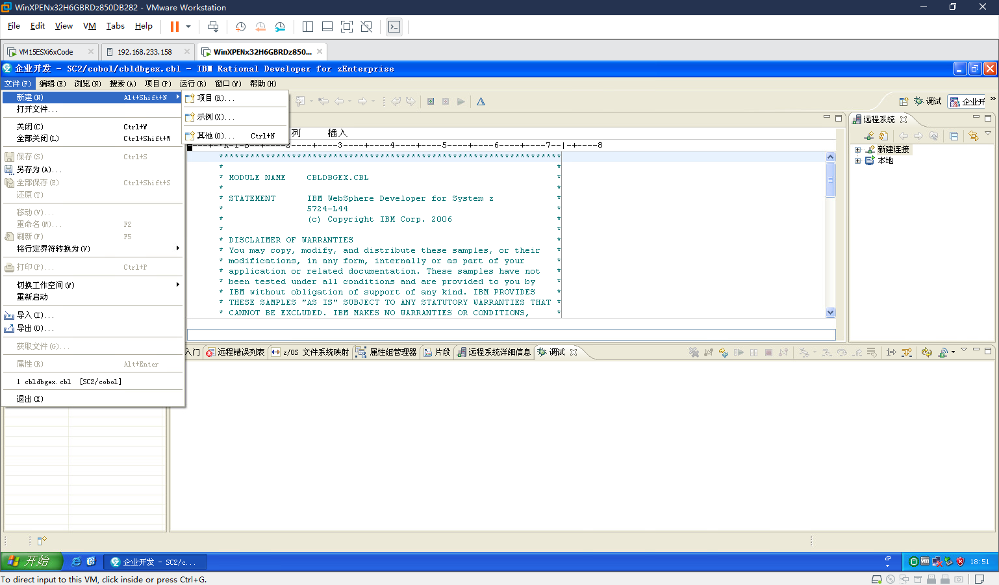 WinXPENx32H6GBRDz850DB282 - VMware Workstation
File Edit View VM Tabs Help
VM15ESXi6xCode
192.168.233.158
WinXPENx32H6GBRDz850...
企业开发 - SC2/cobol/cbldbgex.cbl - IBM Rational Developer for zEnterprise
文件(F) 编辑(E) 浏览(N) 搜索(A) 项目(P) 运行(R) 窗口(W) 帮助(H)
新建(N) Alt+Shift+N
打开文件...
关闭(C) Ctrl+W
全部关闭(L) Ctrl+Shift+W
保存(S) Ctrl+S
另存为(A)...
全部保存(E) Ctrl+Shift+S
还原(T)
移动(V)...
重命名(M)... F2
刷新(F) F5
将行定界符转换为(V)
打印(P)... Ctrl+P
切换工作空间(W)
重新启动
导入(I)...
导出(O)...
获取文件(G)...
属性(R) Alt+Enter
1 cbldbgex.cbl [SC2/cobol]
退出(X)
项目(R)...
示例(X)...
其他(O)... Ctrl+N
调试
企业开
»
列 插入
----+-*A-1-B--+----2----+----3----+----4----+----5----+----6----+----7--|-+----8
******************************************************************
* *
* MODULE NAME CBLDBGEX.CBL *
* *
* STATEMENT IBM WebSphere Developer for System z *
* 5724-L44 *
* (c) Copyright IBM Corp. 2006 *
* *
* DISCLAIMER OF WARRANTIES *
* You may copy, modify, and distribute these samples, or their *
* modifications, in any form, internally or as part of your *
* application or related documentation. These samples have not *
* been tested under all conditions and are provided to you by *
* IBM without obligation of support of any kind. IBM PROVIDES *
* THESE SAMPLES "AS IS" SUBJECT TO ANY STATUTORY WARRANTIES THAT *
* CANNOT BE EXCLUDED. IBM MAKES NO WARRANTIES OR CONDITIONS, *
远程系统
新建连接
本地
入门 远程错误列表 z/OS 文件系统映射 属性组管理器 片段 远程系统详细信息 调试
开始
企业开发 - SC2/c...
18:51
To direct input to this VM, click inside or press Ctrl+G.